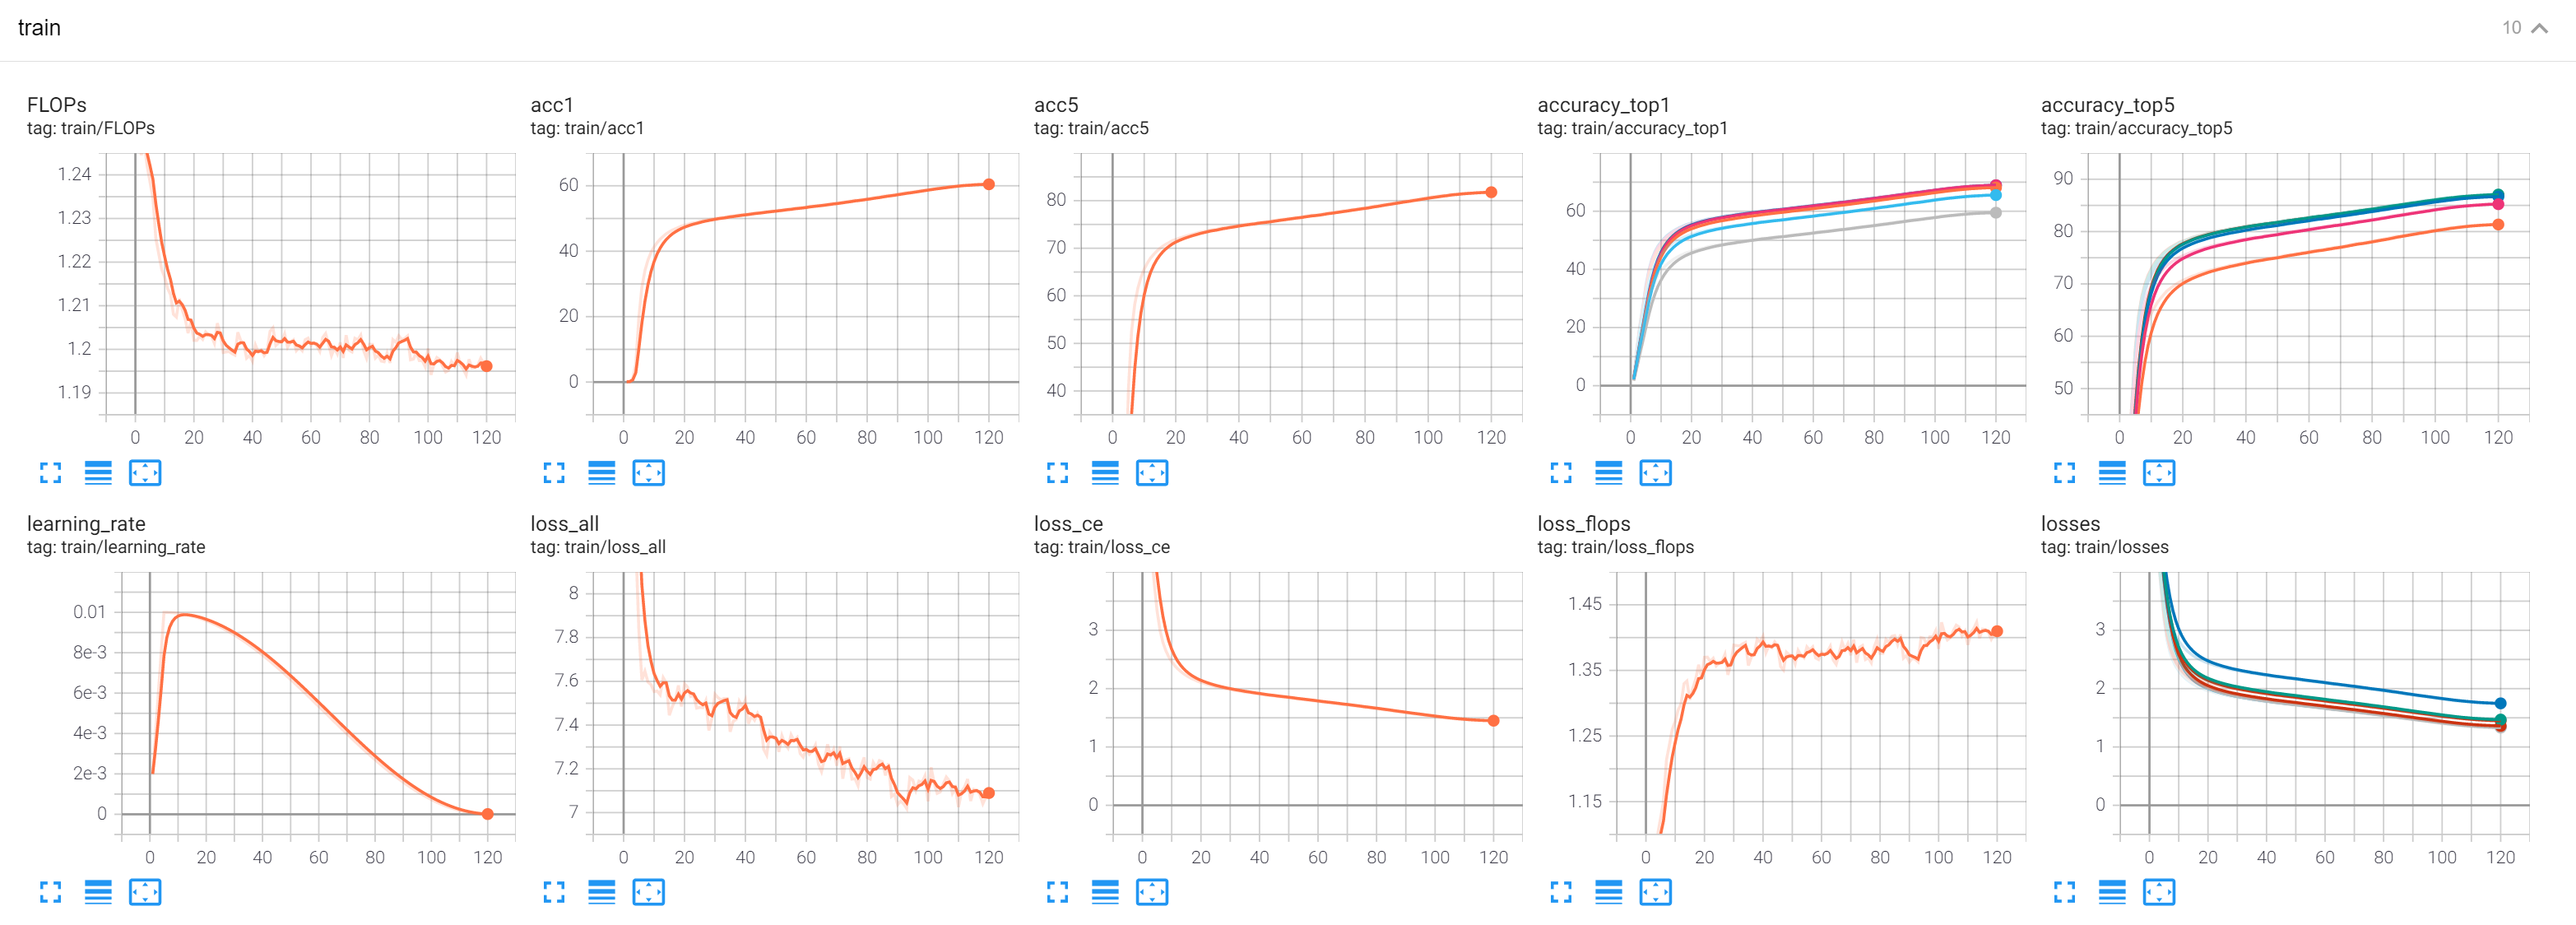 train
10
FLOPs
tag: train/FLOPs
1.24
1.23
1.22
1.21
1.2
1.19
0 20 40 60 80 100 120
acc1
tag: train/acc1
60
40
20
0
0 20 40 60 80 100 120
acc5
tag: train/acc5
80
70
60
50
40
0 20 40 60 80 100 120
accuracy_top1
tag: train/accuracy_top1
60
40
20
0
0 20 40 60 80 100 120
accuracy_top5
tag: train/accuracy_top5
90
80
70
60
50
0 20 40 60 80 100 120
learning_rate
tag: train/learning_rate
0.01
8e-3
6e-3
4e-3
2e-3
0
0 20 40 60 80 100 120
loss_all
tag: train/loss_all
8
7.8
7.6
7.4
7.2
7
0 20 40 60 80 100 120
loss_ce
tag: train/loss_ce
3
2
1
0
0 20 40 60 80 100 120
loss_flops
tag: train/loss_flops
1.45
1.35
1.25
1.15
0 20 40 60 80 100 120
losses
tag: train/losses
3
2
1
0
0 20 40 60 80 100 120